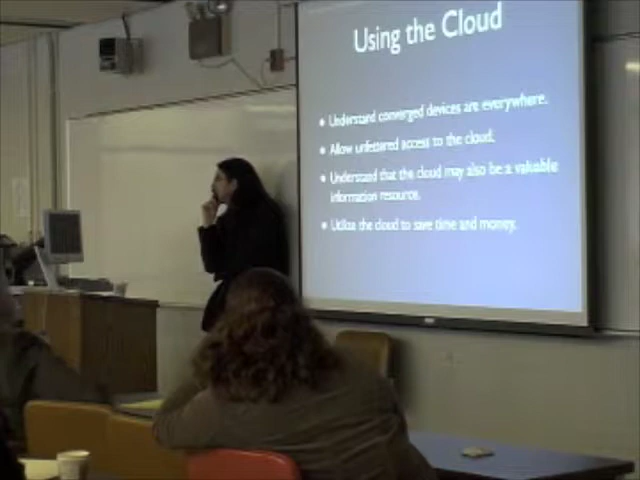 Using the Cloud
• Understand converged devices are everywhere.
• Allow unfettered access to the cloud.
• Understand that the cloud may also be a valuable
information resource.
• Utilize the cloud to save time and money.